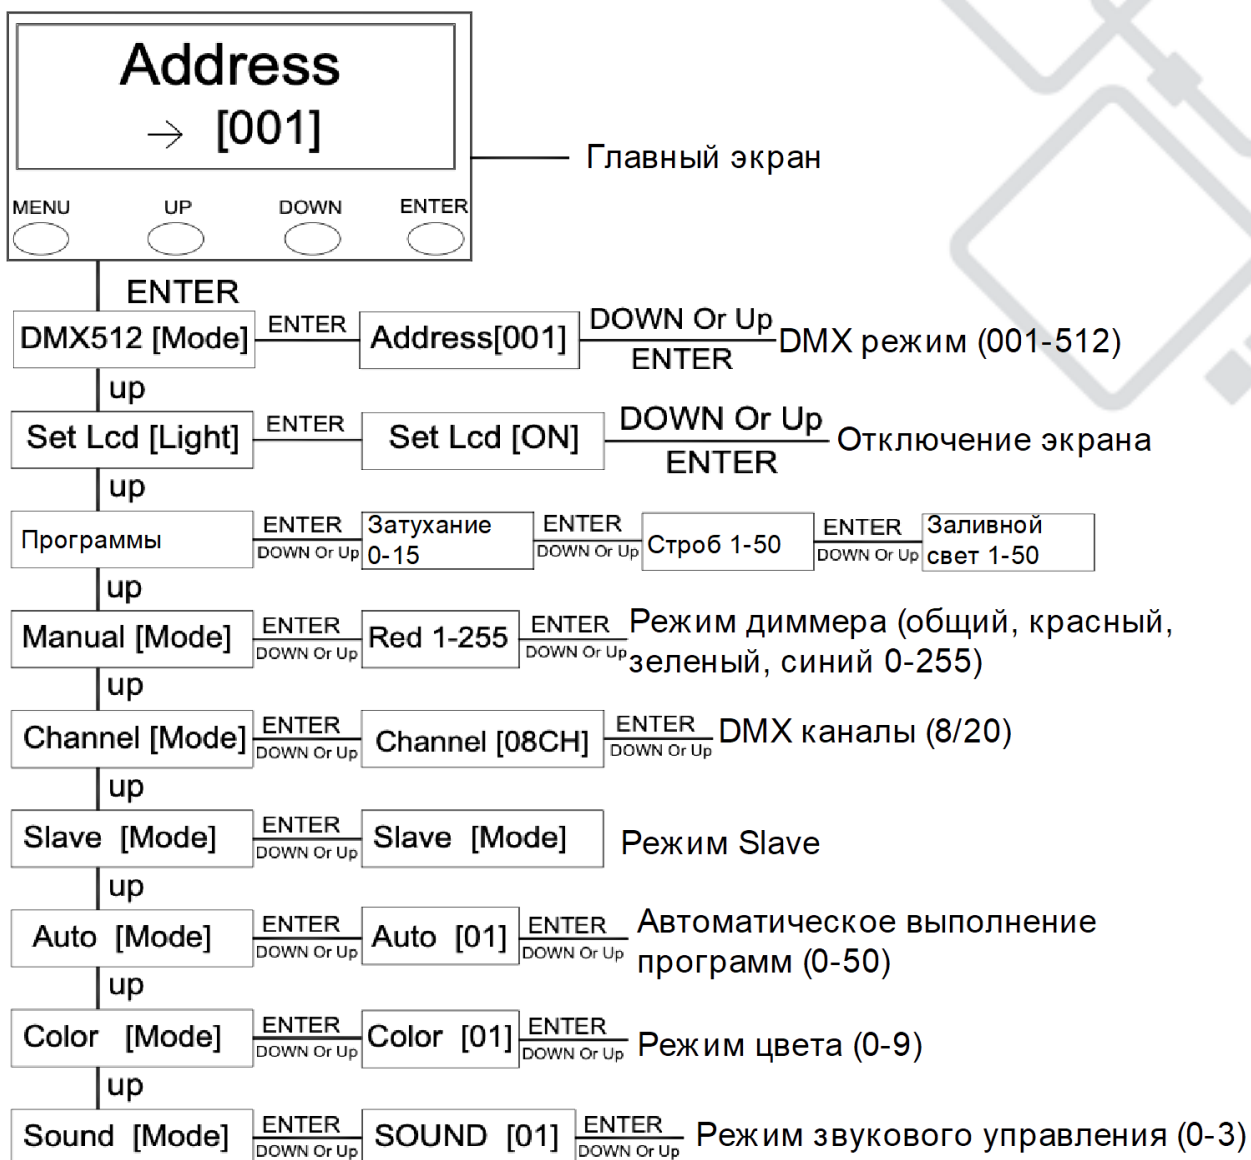 Address
→ [001]
Главный экран
MENU UP DOWN ENTER
ENTER
DMX512 [Mode] ENTER Address[001] DOWN Or Up ENTER DMX режим (001-512)
up
Set Lcd [Light] ENTER Set Lcd [ON] DOWN Or Up ENTER Отключение экрана
up
Программы ENTER DOWN Or Up Затухание 0-15 ENTER DOWN Or Up Строб 1-50 ENTER DOWN Or Up Заливной свет 1-50
up
Manual [Mode] ENTER DOWN Or Up Red 1-255 ENTER DOWN Or Up Режим диммера (общий, красный,
зеленый, синий 0-255)
up
Channel [Mode] ENTER DOWN Or Up Channel [08CH] ENTER DOWN Or Up DMX каналы (8/20)
up
Slave [Mode] ENTER DOWN Or Up Slave [Mode] Режим Slave
up
Auto [Mode] ENTER DOWN Or Up Auto [01] ENTER DOWN Or Up Автоматическое выполнение
программ (0-50)
up
Color [Mode] ENTER DOWN Or Up Color [01] ENTER DOWN Or Up Режим цвета (0-9)
up
Sound [Mode] ENTER DOWN Or Up SOUND [01] ENTER DOWN Or Up Режим звукового управления (0-3)